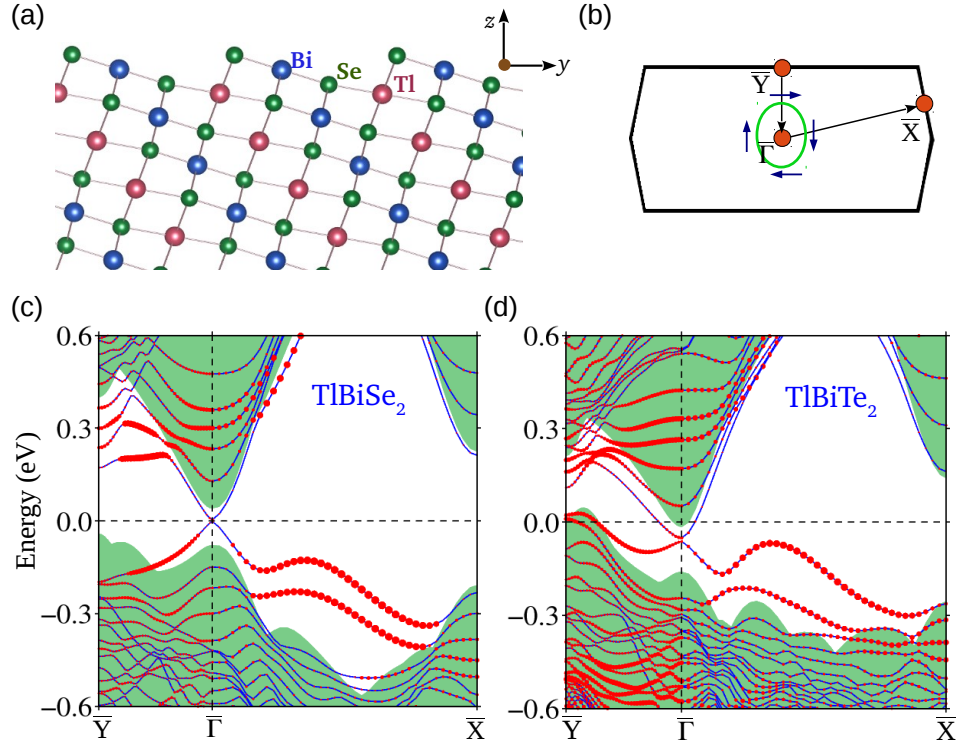 (a)
z
y
Bi
Se
Tl
(b)
Y̅
Γ̅
X̅
(c)
Energy (eV)
0.6
0.3
0.0
−0.3
−0.6
TlBiSe₂
Y̅
Γ̅
X̅
(d)
0.6
0.3
0.0
−0.3
−0.6
TlBiTe₂
Y̅
Γ̅
X̅